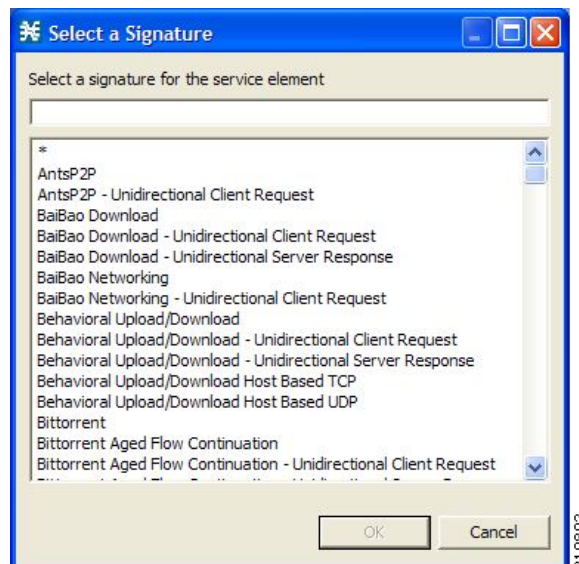 Select a Signature
Select a signature for the service element
*
AntsP2P
AntsP2P - Unidirectional Client Request
BaiBao Download
BaiBao Download - Unidirectional Client Request
BaiBao Download - Unidirectional Server Response
BaiBao Networking
BaiBao Networking - Unidirectional Client Request
Behavioral Upload/Download
Behavioral Upload/Download - Unidirectional Client Request
Behavioral Upload/Download - Unidirectional Server Response
Behavioral Upload/Download Host Based TCP
Behavioral Upload/Download Host Based UDP
Bittorrent
Bittorrent Aged Flow Continuation
Bittorrent Aged Flow Continuation - Unidirectional Client Request
OK
Cancel